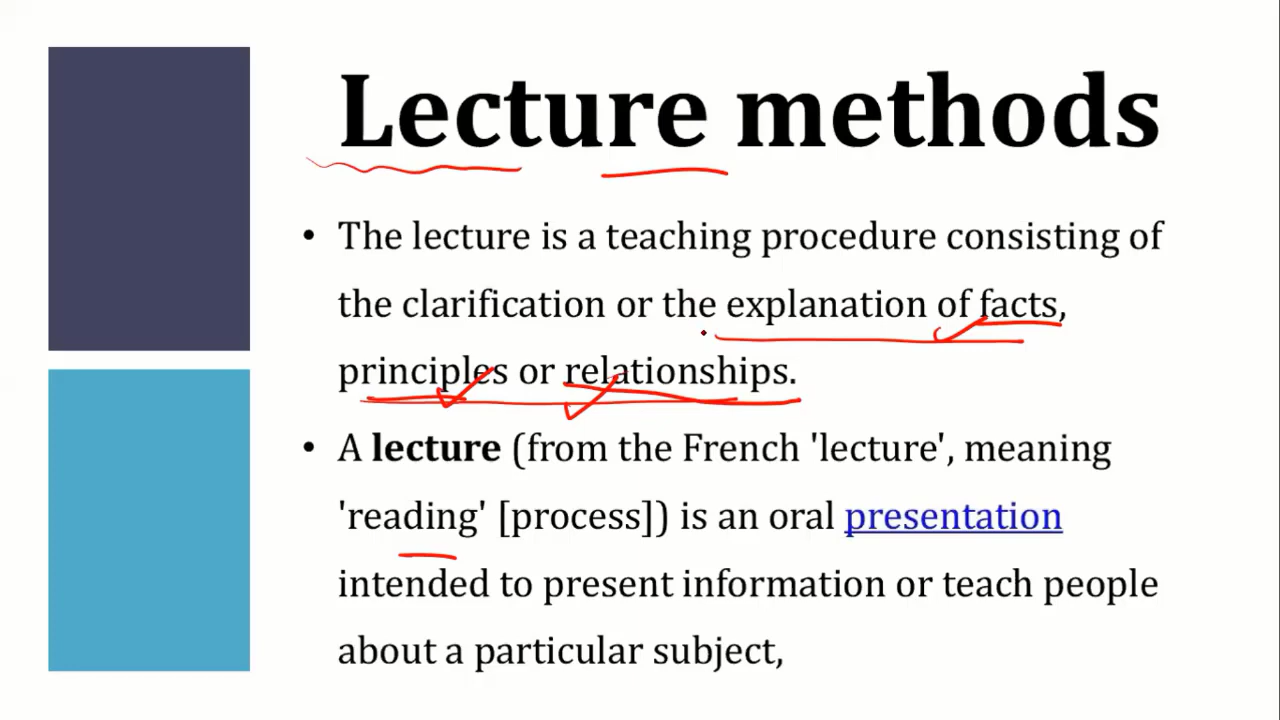 Lecture methods
• The lecture is a teaching procedure consisting of
the clarification or the explanation of facts,
principles or relationships.
• A lecture (from the French 'lecture', meaning
'reading' [process]) is an oral presentation
intended to present information or teach people
about a particular subject,